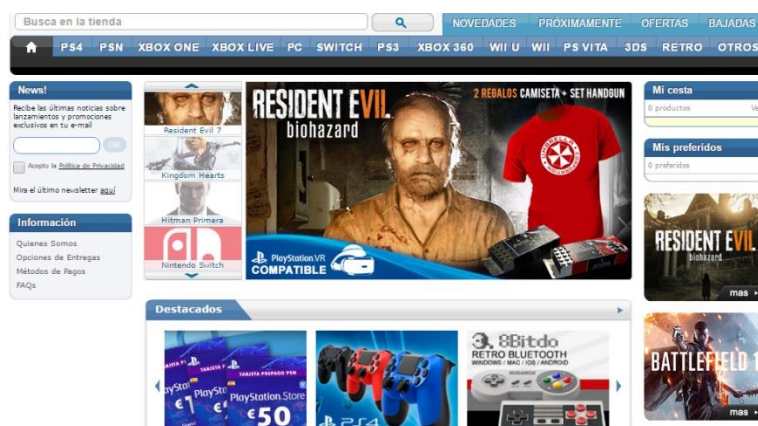 Busca en la tienda
NOVEDADES PRÓXIMAMENTE OFERTAS BAJADAS
PS4 PSN XBOX ONE XBOX LIVE PC SWITCH PS3 XBOX 360 WII U WII PS VITA 3DS RETRO OTROS
News!
Recibe las últimas noticias sobre
lanzamientos y promociones
exclusivos en tu e-mail
OK
Acepto la Política de Privacidad
Mira el último newsletter aquí
Información
Quienes Somos
Opciones de Entregas
Métodos de Pagos
FAQs
Resident Evil 7
Kingdom Hearts
Hitman Primera
Nintendo Switch
RESIDENT EVIL
biohazard
2 REGALOS CAMISETA + SET HANDGUN
PlayStation.VR
COMPATIBLE
Mi cesta
0 productos
Mis preferidos
0 preferidos
RESIDENT EVIL
biohazard
mas
BATTLEFIELD 1
mas
Destacados
TARJETA PREPAGO PSN
PlayStation.Store
€50
PS4
8Bitdo
RETRO BLUETOOTH
WINDOWS / MAC / IOS / ANDROID